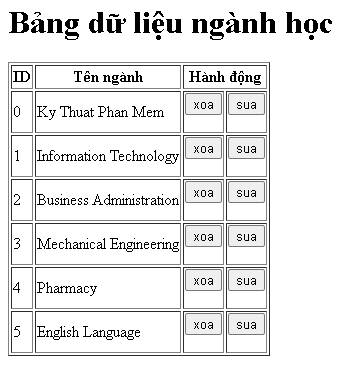 Bảng dữ liệu ngành học
ID Tên ngành Hành động
0 Ky Thuat Phan Mem xoa sua
1 Information Technology xoa sua
2 Business Administration xoa sua
3 Mechanical Engineering xoa sua
4 Pharmacy xoa sua
5 English Language xoa sua